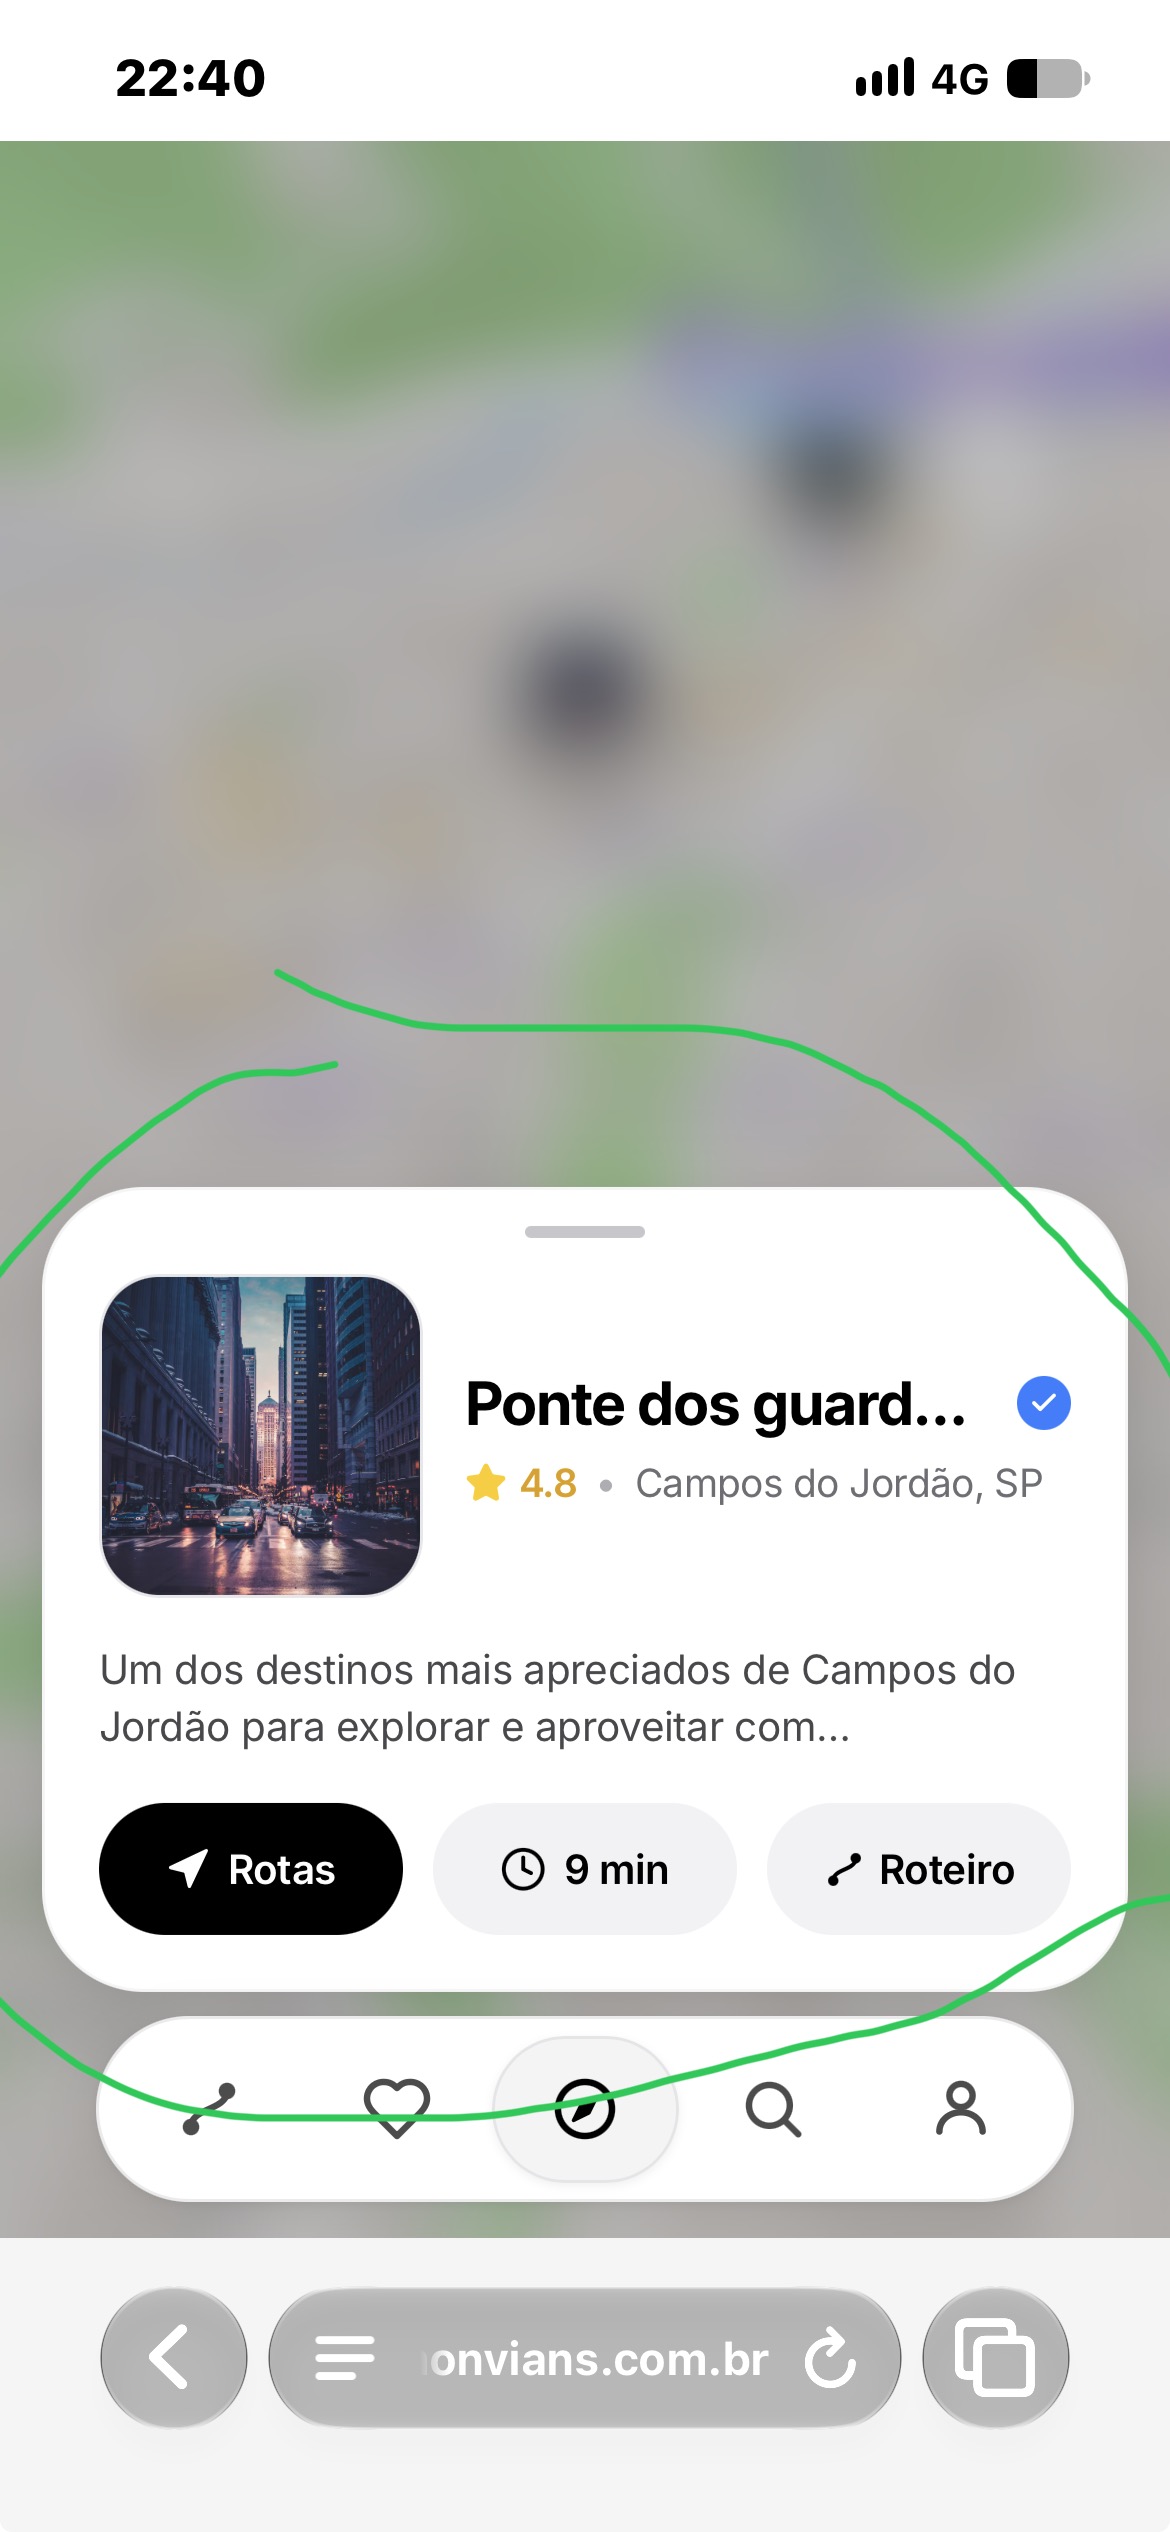 22:40 4G
Ponte dos guard...
4.8 • Campos do Jordão, SP
Um dos destinos mais apreciados de Campos do
Jordão para explorar e aproveitar com...
Rotas 9 min Roteiro
onvians.com.br